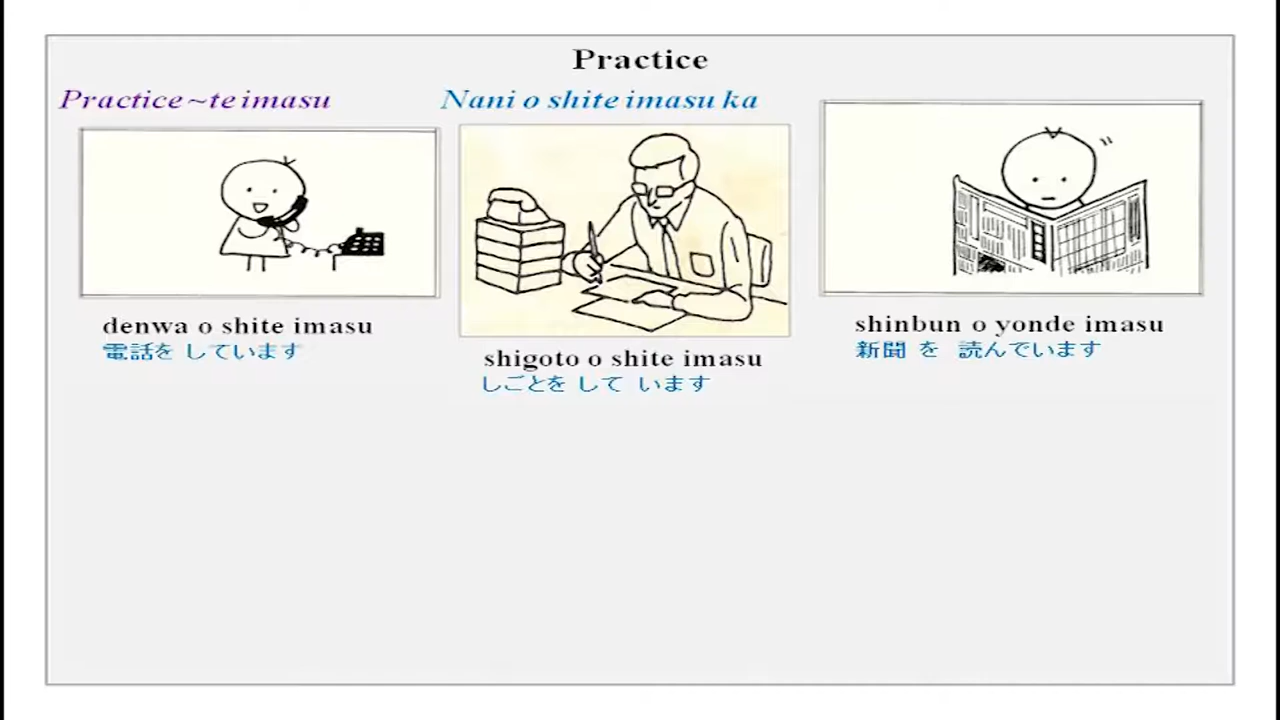 Practice
Practice ~te imasu
Nani o shite imasu ka
denwa o shite imasu
電話を しています
shigoto o shite imasu
しごとを して います
shinbun o yonde imasu
新聞 を 読んでいます